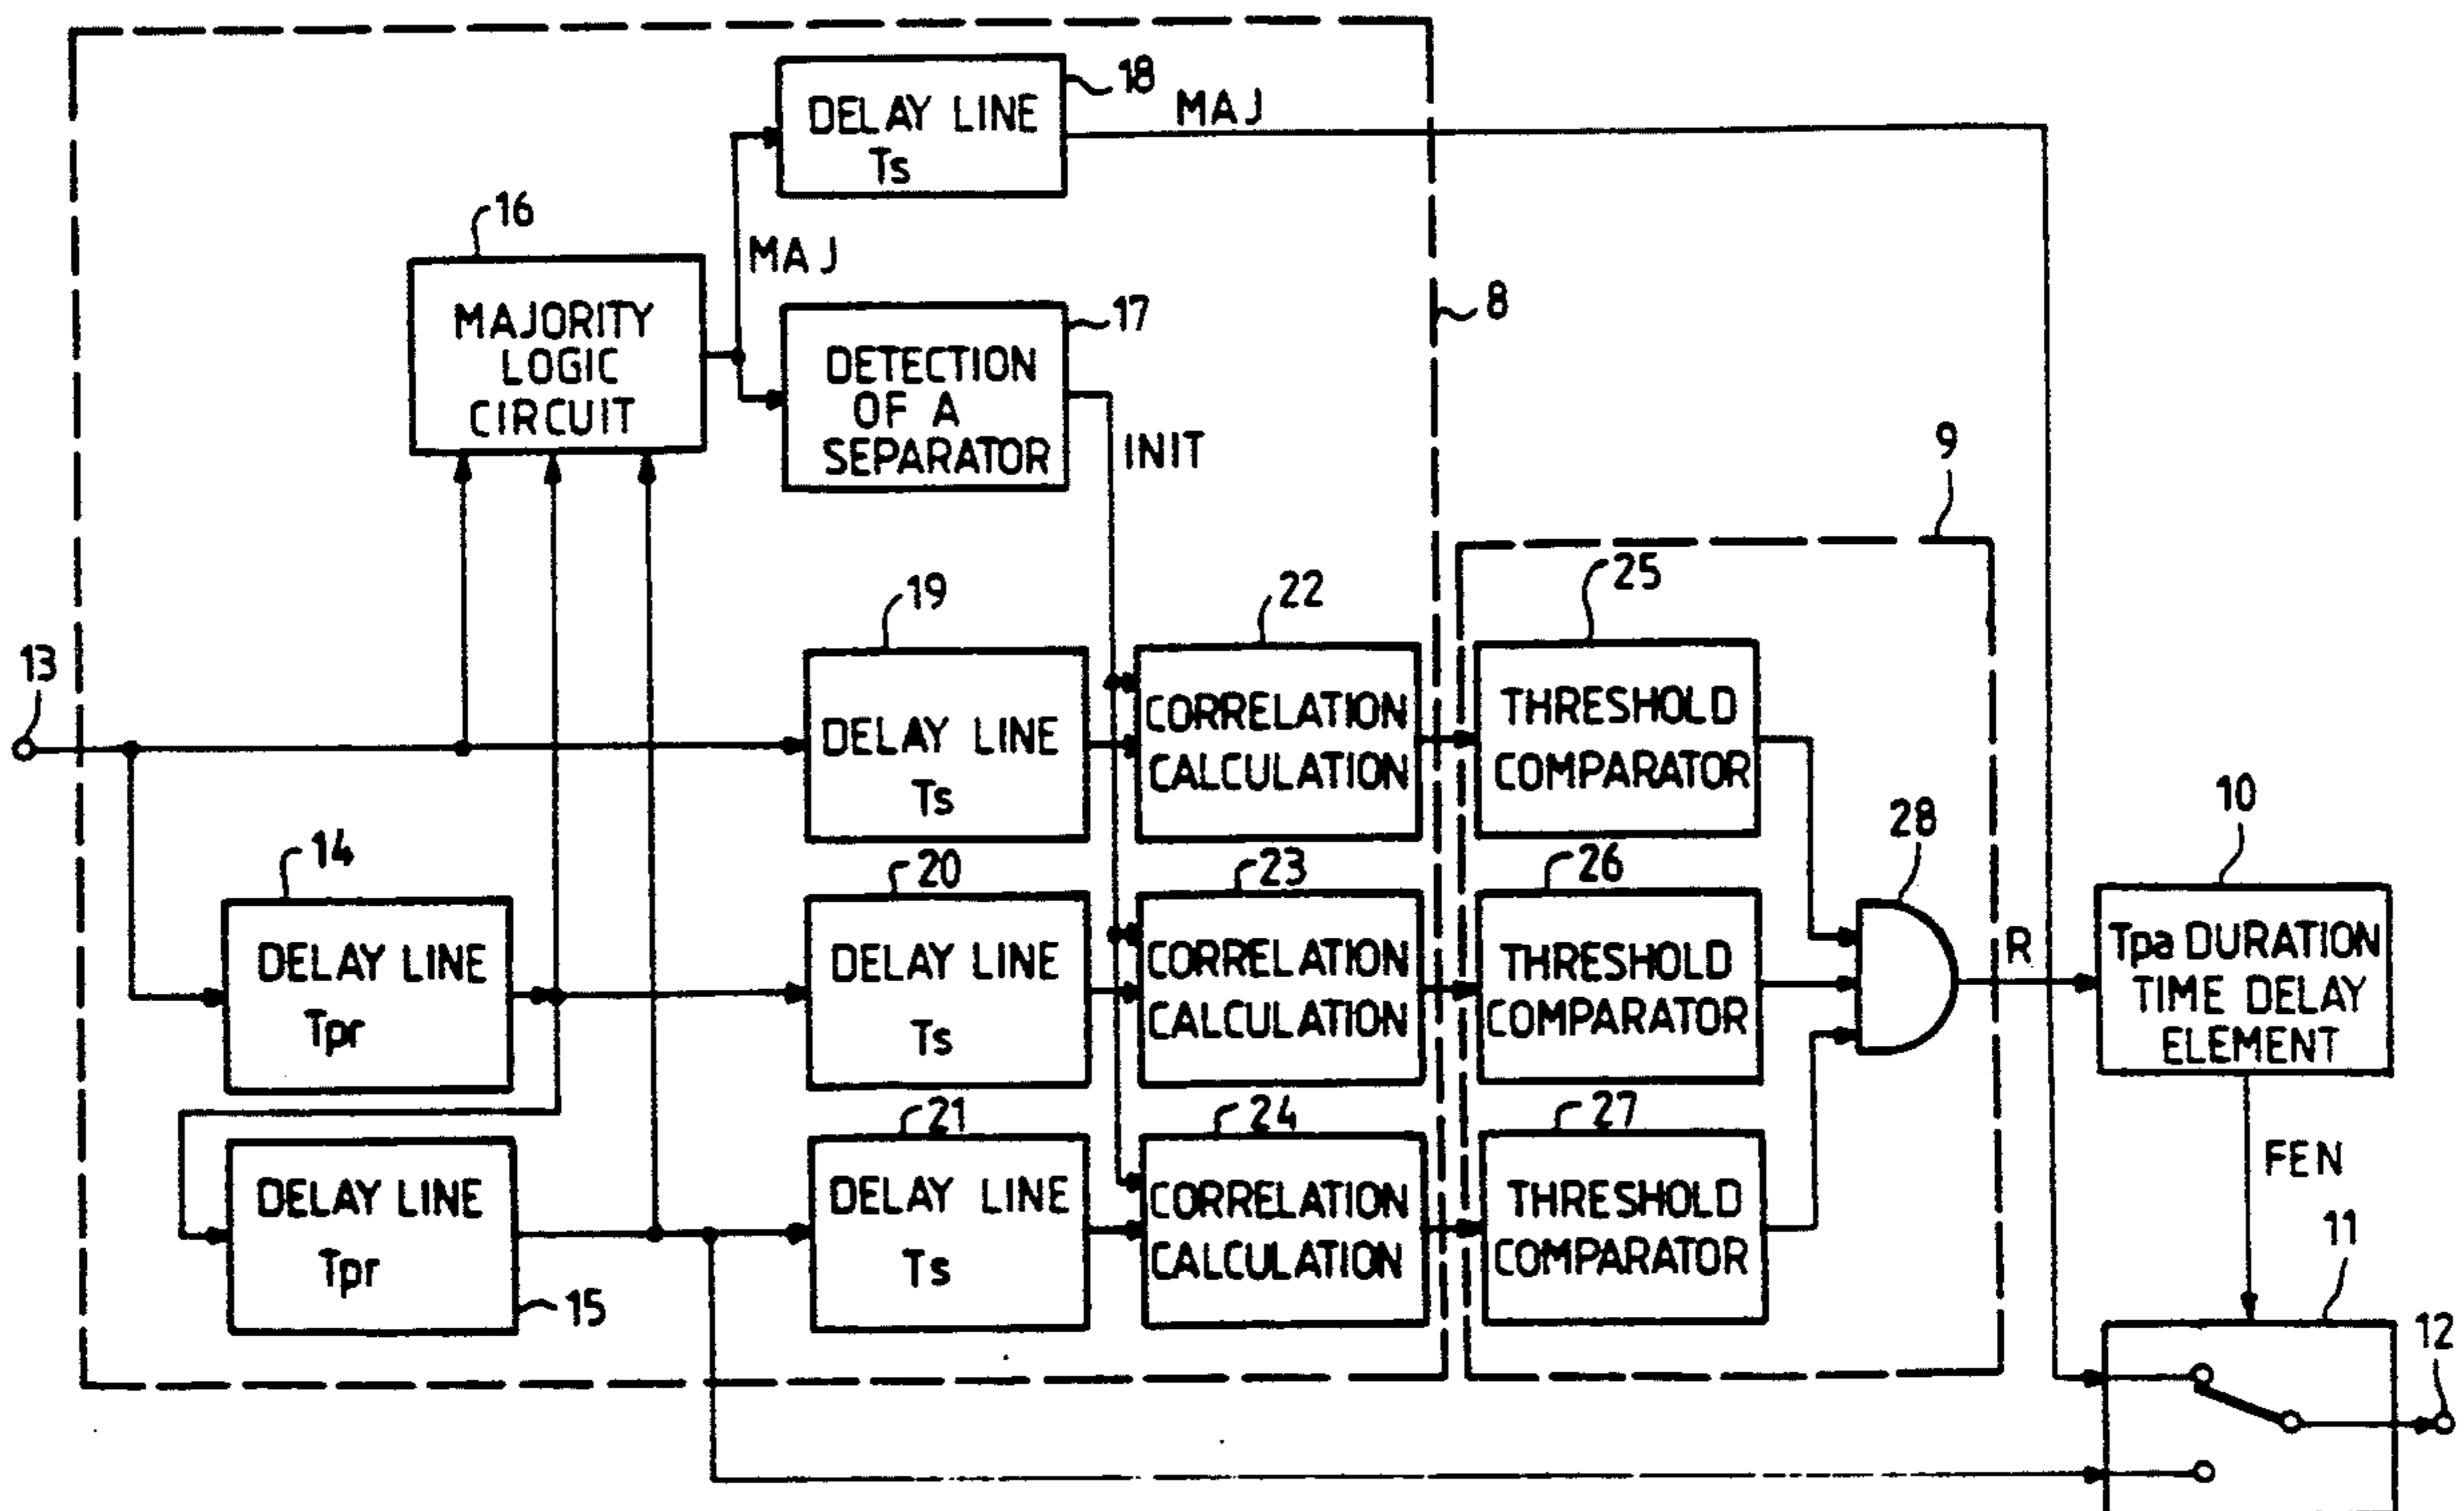 18
DELAY LINE
Ts
MAJ
16
MAJ
MAJORITY
LOGIC
CIRCUIT
17
DETECTION
OF A
SEPARATOR
INIT
8
9
13
19
DELAY LINE
Ts
22
CORRELATION
CALCULATION
25
THRESHOLD
COMPARATOR
14
DELAY LINE
Tpr
20
DELAY LINE
Ts
23
CORRELATION
CALCULATION
26
THRESHOLD
COMPARATOR
28
R
10
Tpa DURATION
TIME DELAY
ELEMENT
DELAY LINE
Tpr
15
21
DELAY LINE
Ts
24
CORRELATION
CALCULATION
27
THRESHOLD
COMPARATOR
FEN
11
12